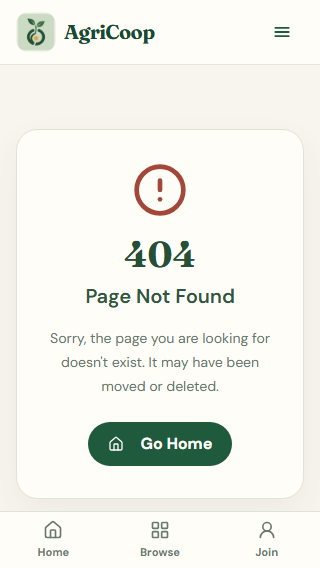 AgriCoop
404
Page Not Found
Sorry, the page you are looking for
doesn't exist. It may have been
moved or deleted.
Go Home
Home
Browse
Join